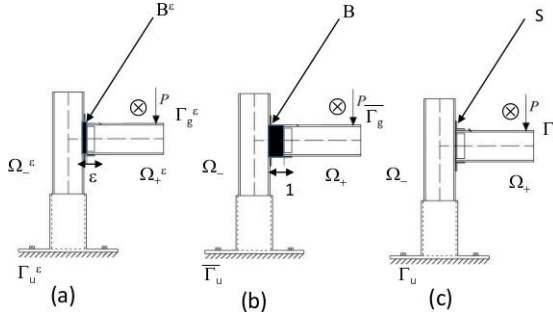 B^ε B S
P P P
Γ_g^ε Γ̅_g̅ Γ
Ω_-^ε Ω_+^ε Ω_- Ω_+ Ω_- Ω_+
ε 1
Γ_u^ε Γ̅_u̅ Γ_u
(a) (b) (c)